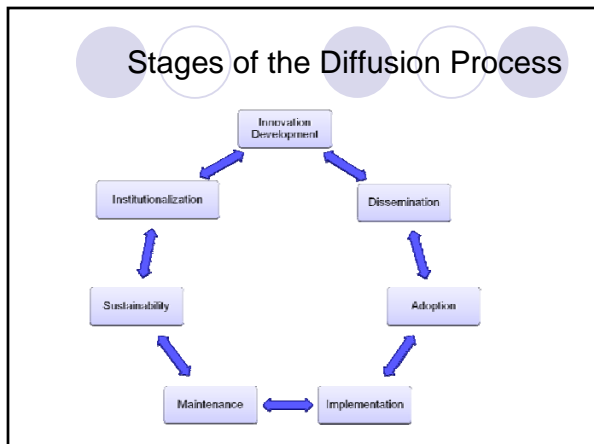 Stages of the Diffusion Process
Innovation
Development
Dissemination
Adoption
Implementation
Maintenance
Sustainability
Institutionalization